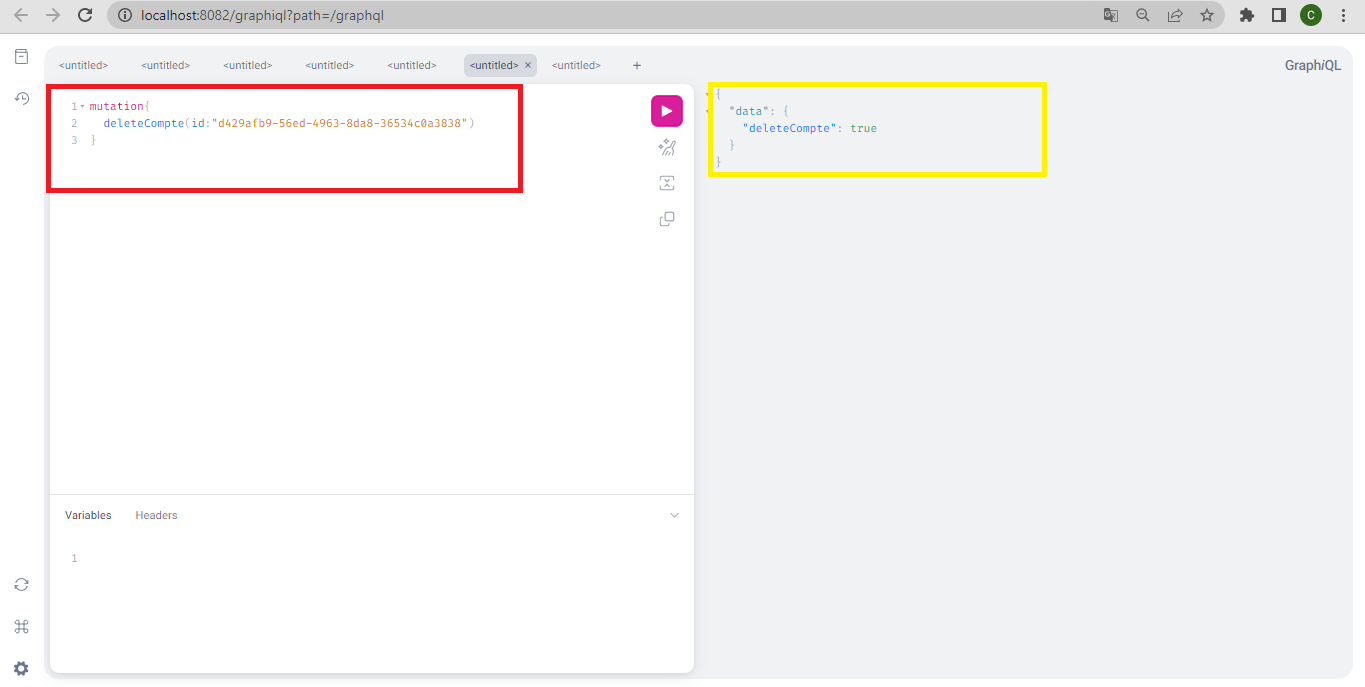 localhost:8082/graphiql?path=/graphql
C
<untitled> <untitled> <untitled> <untitled> <untitled> <untitled> × <untitled> +
GraphiQL
1 mutation{
2 deleteCompte(id:"d429afb9-56ed-4963-8da8-36534c0a3838")
3 }
{
"data": {
"deleteCompte": true
}
}
Variables Headers
1